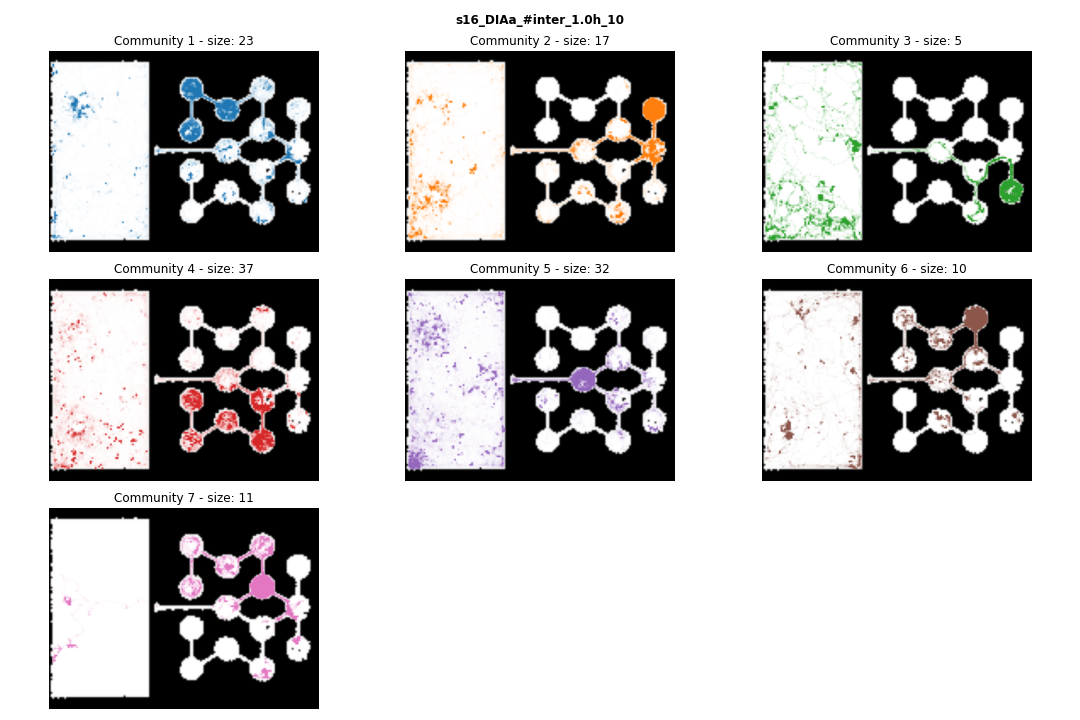 s16_DIAa_#inter_1.0h_10
Community 1 - size: 23
Community 2 - size: 17
Community 3 - size: 5
Community 4 - size: 37
Community 5 - size: 32
Community 6 - size: 10
Community 7 - size: 11